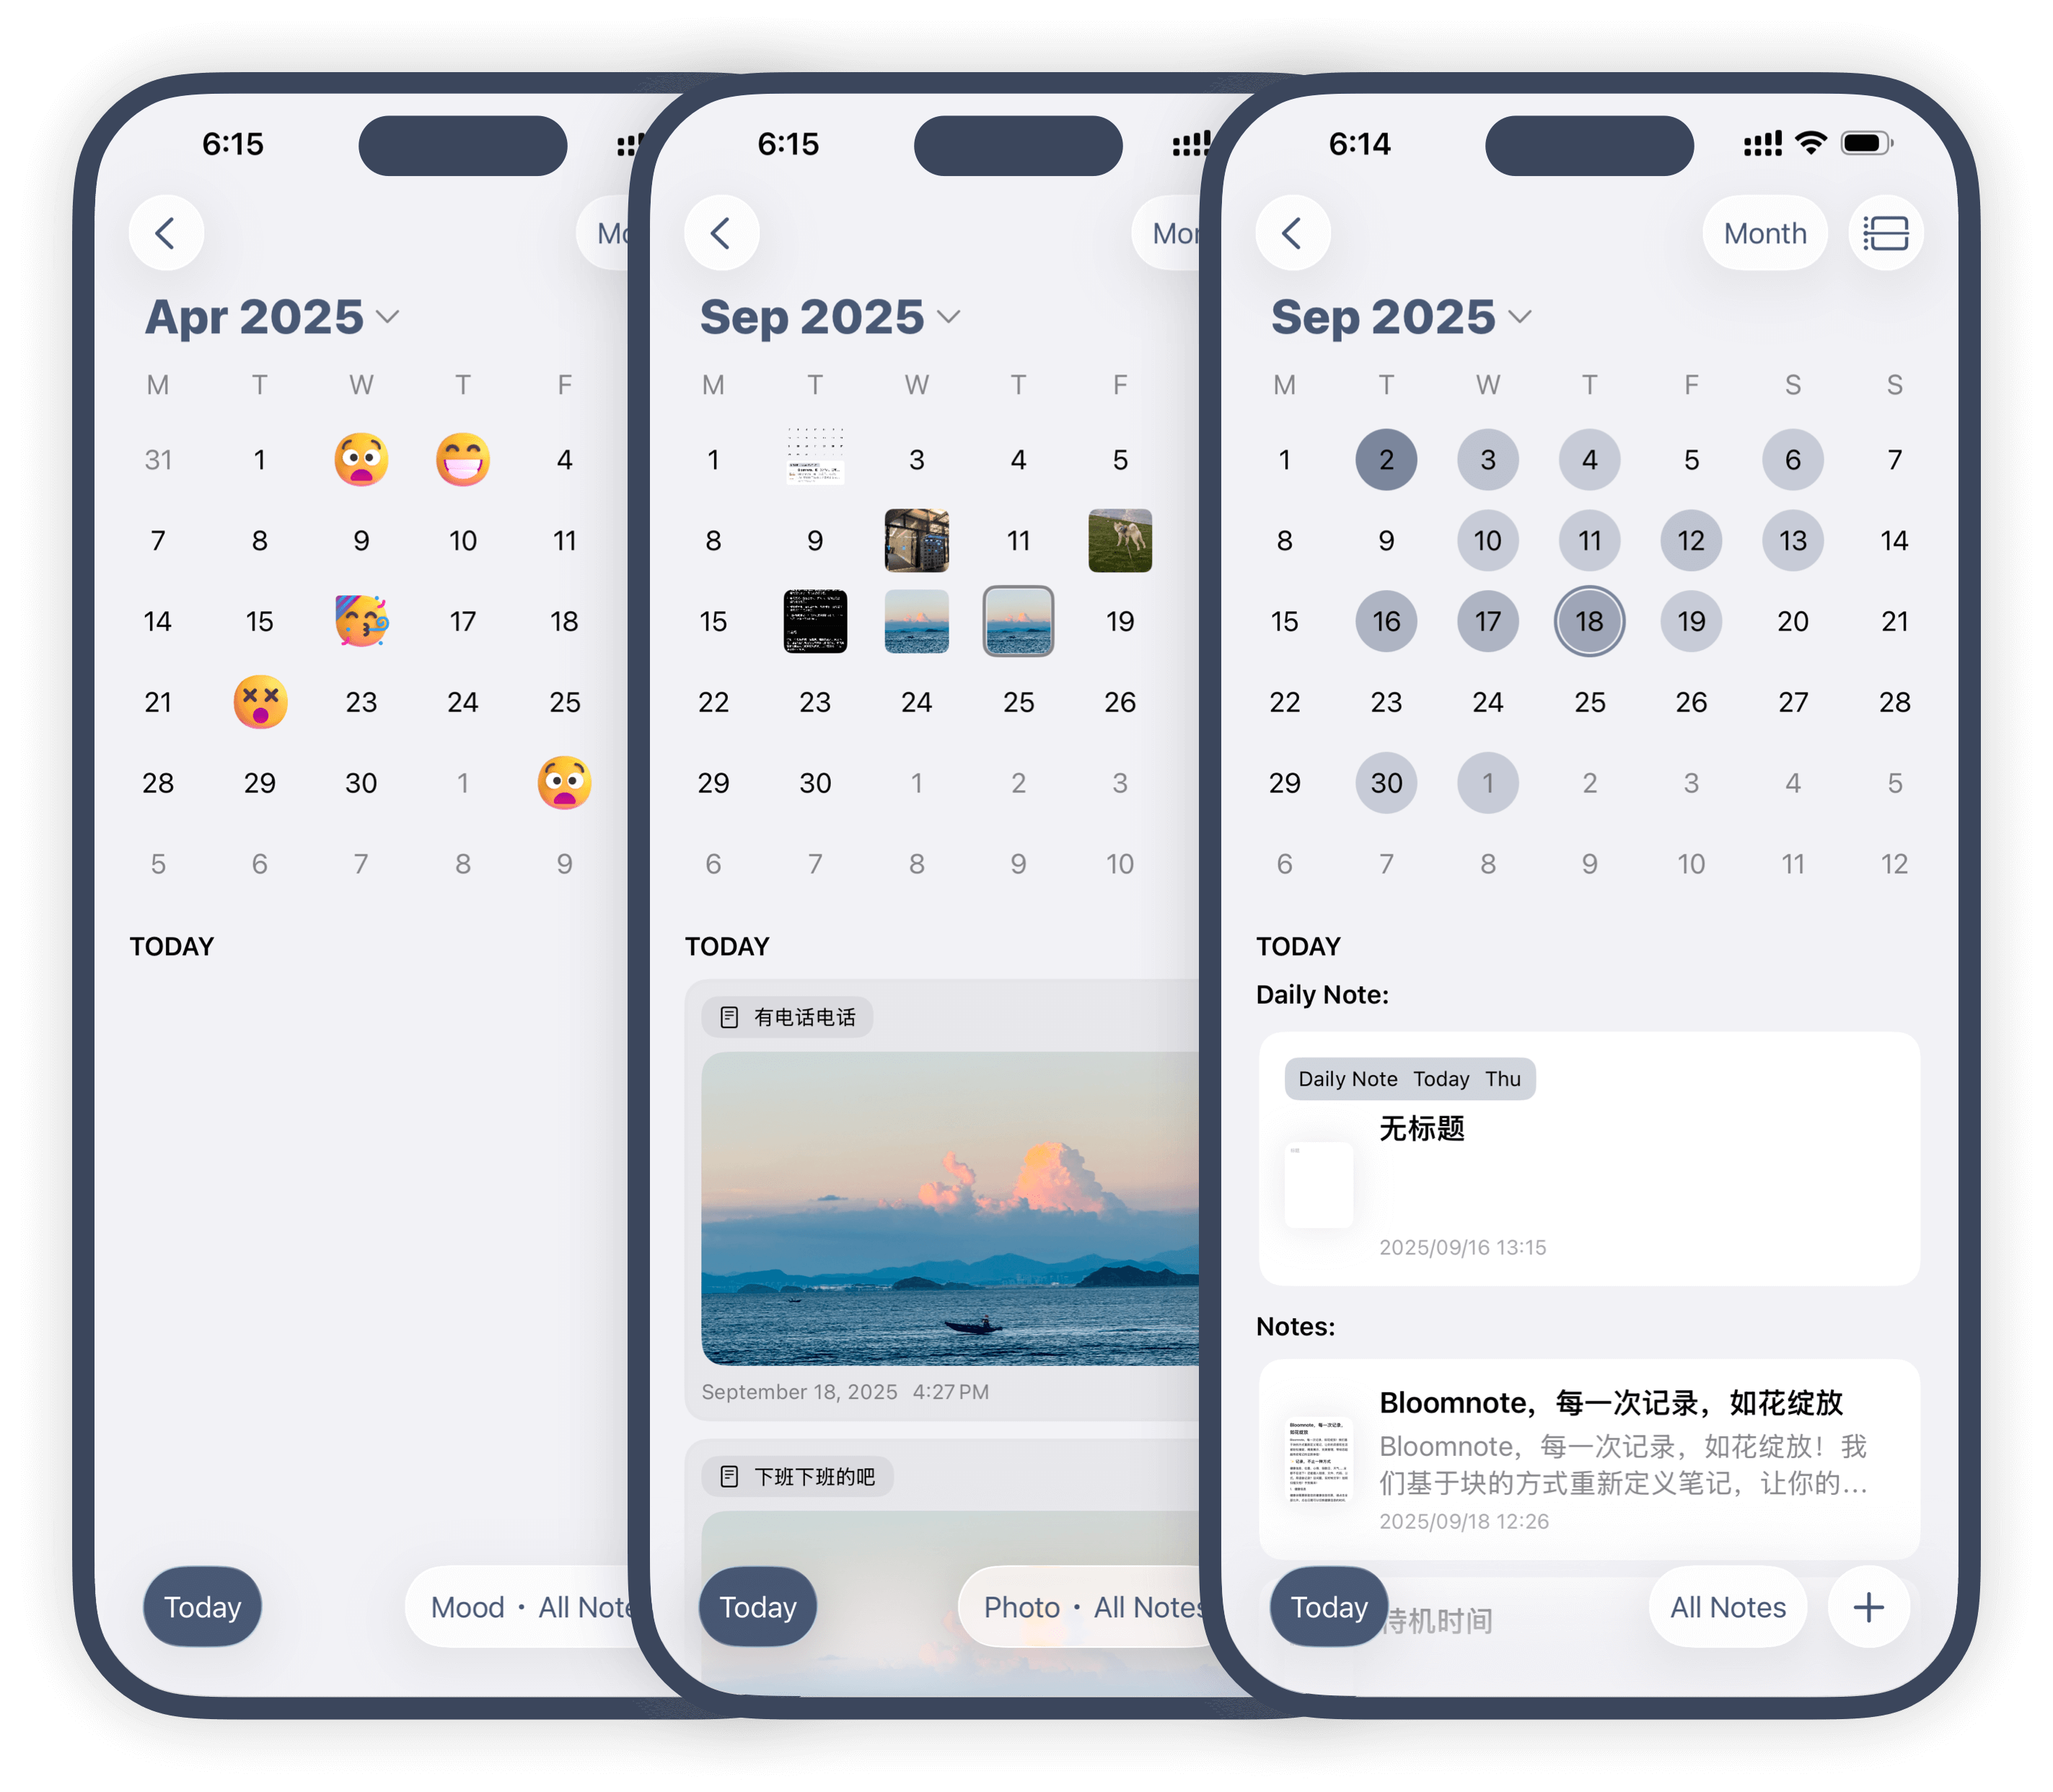 6:15
Apr 2025
M T W T F
31 1 4
7 8 9 10 11
14 15 17 18
21 23 24 25
28 29 30 1
5 6 7 8 9
TODAY
Today
Mood · All Note
6:15
Sep 2025
M T W T F
1 3 4 5
8 9 11
15 19
22 23 24 25 26
29 30 1 2 3
6 7 8 9 10
TODAY
有电话电话
September 18, 2025 4:27 PM
下班下班的吧
Today
Photo · All Notes
6:14
Month
Sep 2025
M T W T F S S
1 2 3 4 5 6 7
8 9 10 11 12 13 14
15 16 17 18 19 20 21
22 23 24 25 26 27 28
29 30 1 2 3 4 5
6 7 8 9 10 11 12
TODAY
Daily Note:
Daily Note Today Thu
无标题
2025/09/16 13:15
Notes:
Bloomnote，每一次记录，如花绽放
Bloomnote，每一次记录，如花绽放！我
们基于块的方式重新定义笔记，让你的...
2025/09/18 12:26
待机时间
Today
All Notes